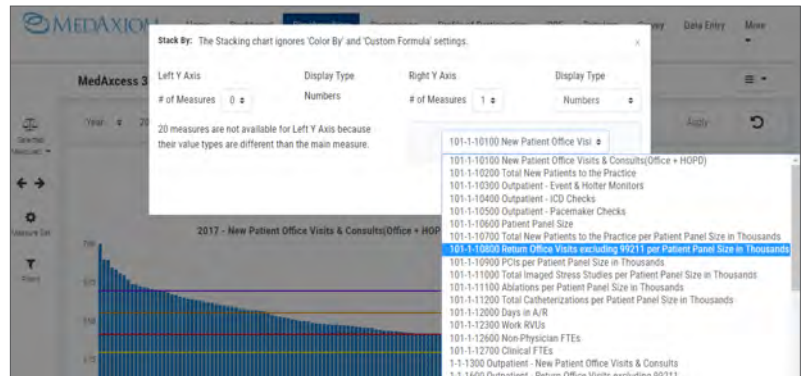 MEDAXIOM
Data Entry
More
Stack By: The Stacking chart ignores 'Color By' and 'Custom Formula' settings.
MedAxcess 3
Left Y Axis
Display Type
Right Y Axis
Display Type
# of Measures 0
Numbers
# of Measures 1
Numbers
20 measures are not available for Left Y Axis because
their value types are different than the main measure.
Year
Apply
101-1-10100 New Patient Office Visi
101-1-10100 New Patient Office Visits & Consults(Office + HOPD)
101-1-10200 Total New Patients to the Practice
101-1-10300 Outpatient - Event & Holter Monitors
101-1-10400 Outpatient - ICD Checks
101-1-10500 Outpatient - Pacemaker Checks
101-1-10600 Patient Panel Size
101-1-10700 Total New Patients to the Practice per Patient Panel Size in Thousands
101-1-10800 Return Office Visits excluding 99211 per Patient Panel Size in Thousands
101-1-10900 PCIs per Patient Panel Size in Thousands
101-1-11000 Total Imaged Stress Studies per Patient Panel Size in Thousands
101-1-11100 Ablations per Patient Panel Size in Thousands
101-1-11200 Total Catheterizations per Patient Panel Size in Thousands
101-1-12000 Days in A/R
101-1-12300 Work RVUs
101-1-12600 Non-Physician FTEs
101-1-12700 Clinical FTEs
1-1-1300 Outpatient - New Patient Office Visits & Consults
1-1-1600 Outpatient - Return Office Visits excluding 99211
2017 - New Patient Office Visits & Consults(Office + HOP